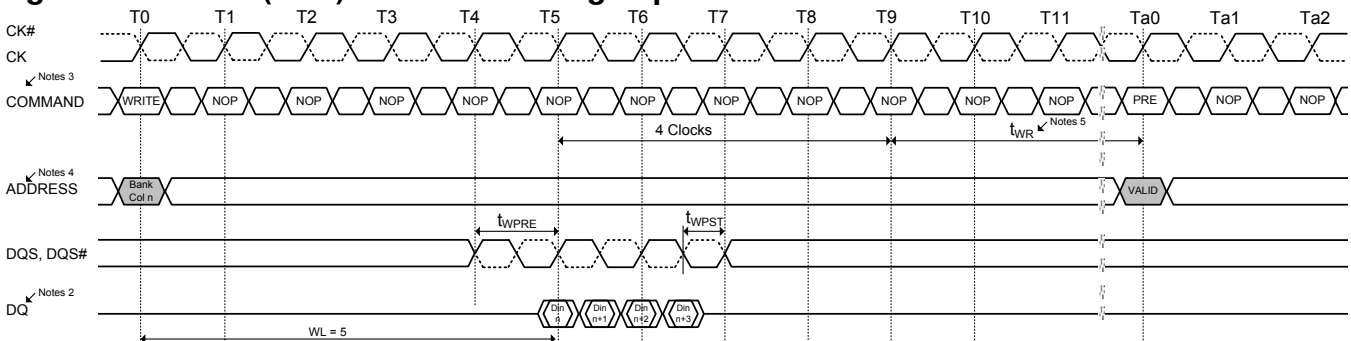 T0 T1 T2 T3 T4 T5 T6 T7 T8 T9 T10 T11 Ta0 Ta1 Ta2
CK#
CK
Notes 3
COMMAND WRITE NOP NOP NOP NOP NOP NOP NOP NOP NOP NOP NOP PRE NOP NOP
4 Clocks tWR Notes 5
Notes 4
ADDRESS Bank Col n VALID
tWPRE tWPST
DQS, DQS#
Notes 2
DQ Din n Din n+1 Din n+2 Din n+3
WL = 5